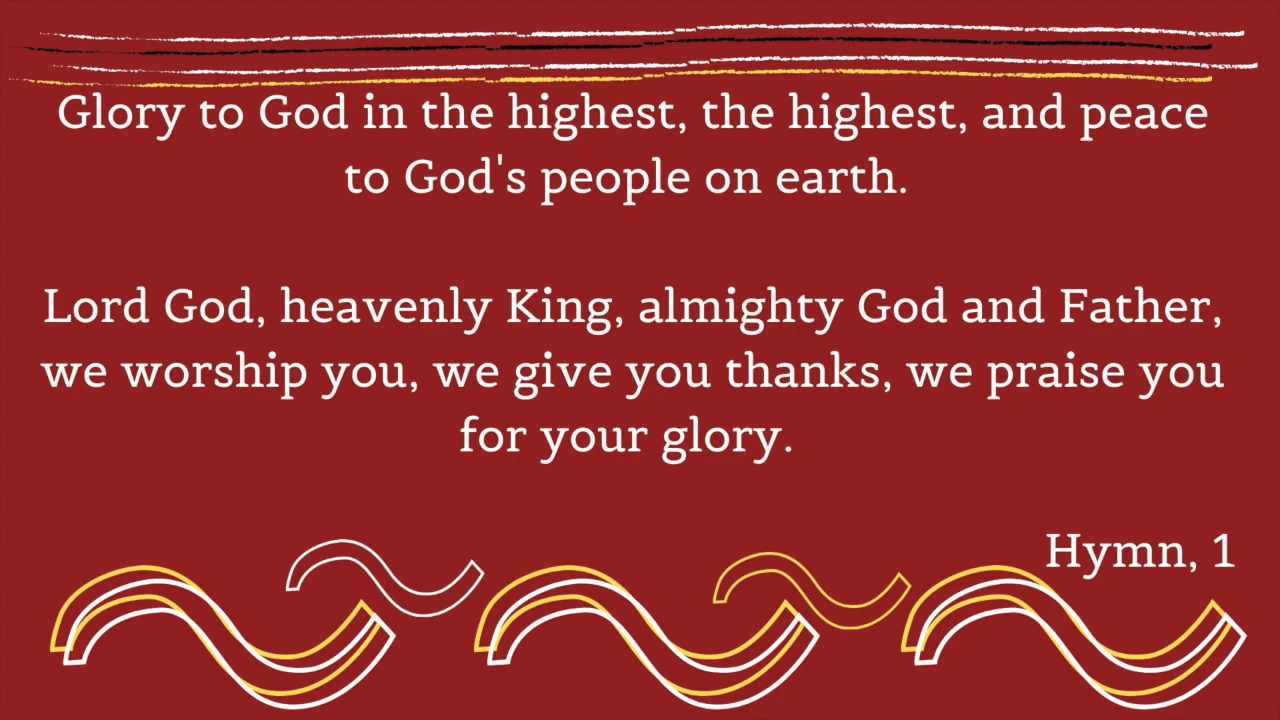 Glory to God in the highest, the highest, and peace
to God's people on earth.
Lord God, heavenly King, almighty God and Father,
we worship you, we give you thanks, we praise you
for your glory.
Hymn, 1